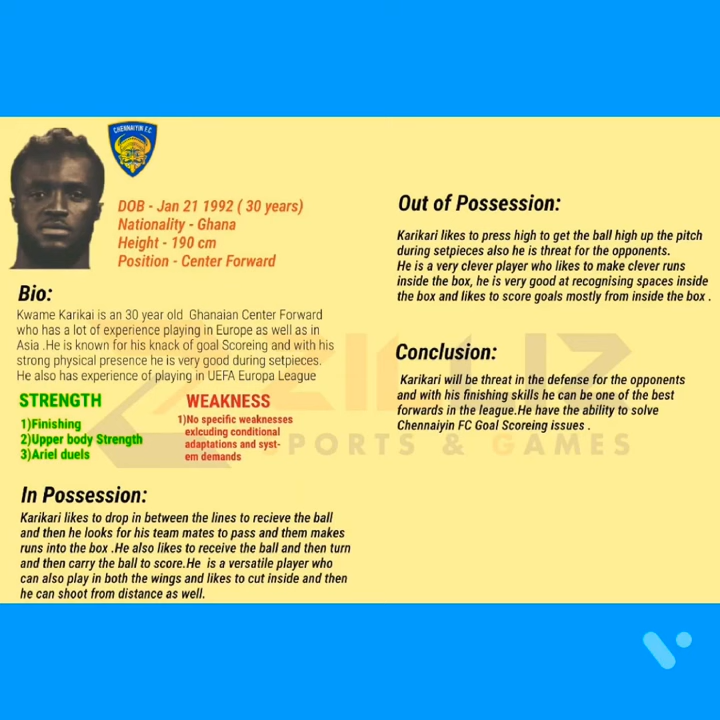 CHENNAIYIN F.C
DOB - Jan 21 1992 ( 30 years)
Nationality - Ghana
Height - 190 cm
Position - Center Forward
Bio:
Kwame Karikai is an 30 year old Ghanaian Center Forward
who has a lot of experience playing in Europe as well as in
Asia .He is known for his knack of goal Scoreing and with his
strong physical presence he is very good during setpieces.
He also has experience of playing in UEFA Europa League
STRENGTH
1)Finishing
2)Upper body Strength
3)Ariel duels
WEAKNESS
1)No specific weaknesses
exlcuding conditional
adaptations and syst-
em demands
In Possession:
Karikari likes to drop in between the lines to recieve the ball
and then he looks for his team mates to pass and them makes
runs into the box .He also likes to receive the ball and then turn
and then carry the ball to score.He is a versatile player who
can also play in both the wings and likes to cut inside and then
he can shoot from distance as well.
Out of Possession:
Karikari likes to press high to get the ball high up the pitch
during setpieces also he is threat for the opponents.
He is a very clever player who likes to make clever runs
inside the box, he is very good at recognising spaces inside
the box and likes to score goals mostly from inside the box .
Conclusion:
Karikari will be threat in the defense for the opponents
and with his finishing skills he can be one of the best
forwards in the league.He have the ability to solve
Chennaiyin FC Goal Scoreing issues .
SPORTS & GAMES